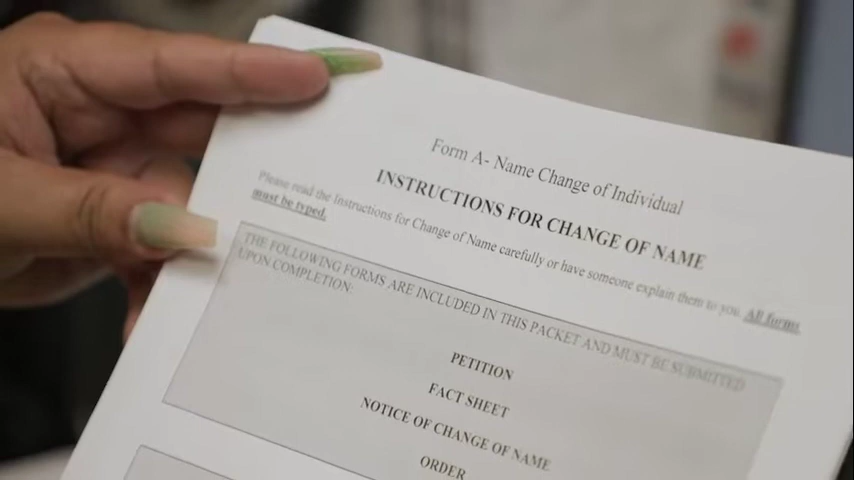 Form A- Name Change of Individual
INSTRUCTIONS FOR CHANGE OF NAME
Please read the Instructions for Change of Name carefully or have someone explain them to you. All forms
must be typed.
THE FOLLOWING FORMS ARE INCLUDED IN THIS PACKET AND MUST BE SUBMITTED
UPON COMPLETION:
PETITION
FACT SHEET
NOTICE OF CHANGE OF NAME
ORDER